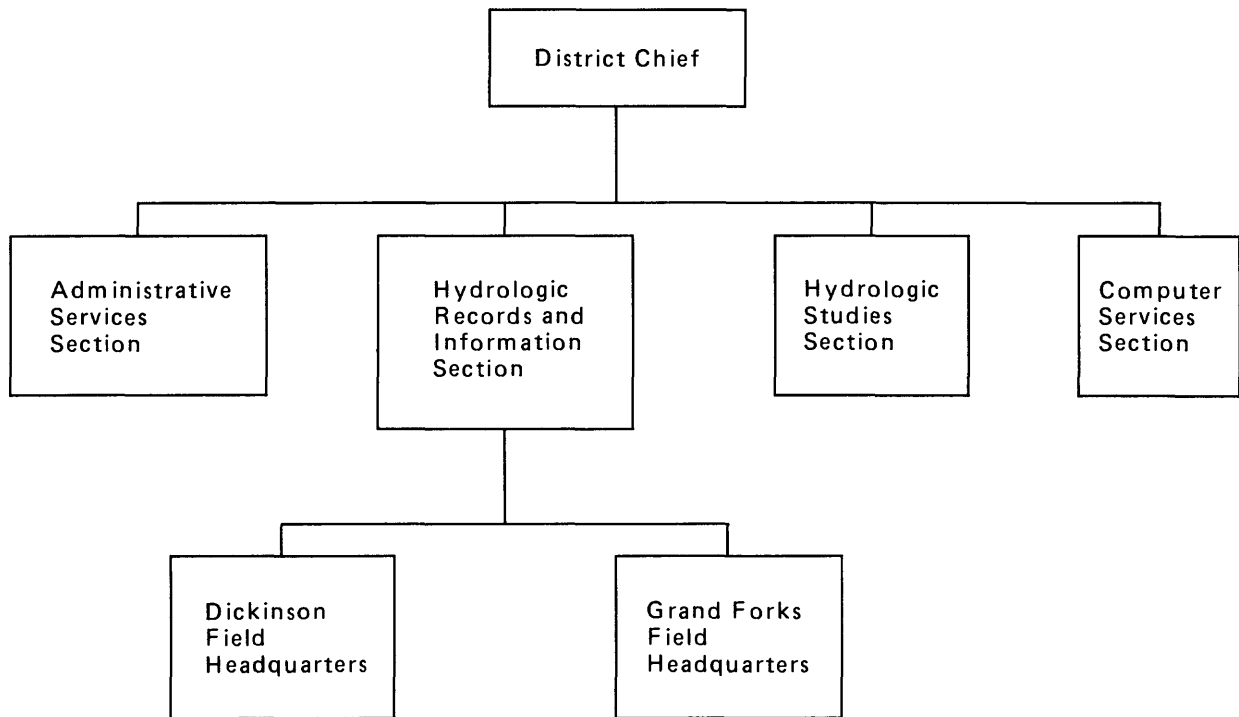 District Chief
Administrative
Services
Section
Hydrologic
Records and
Information
Section
Hydrologic
Studies
Section
Computer
Services
Section
Dickinson
Field
Headquarters
Grand Forks
Field
Headquarters